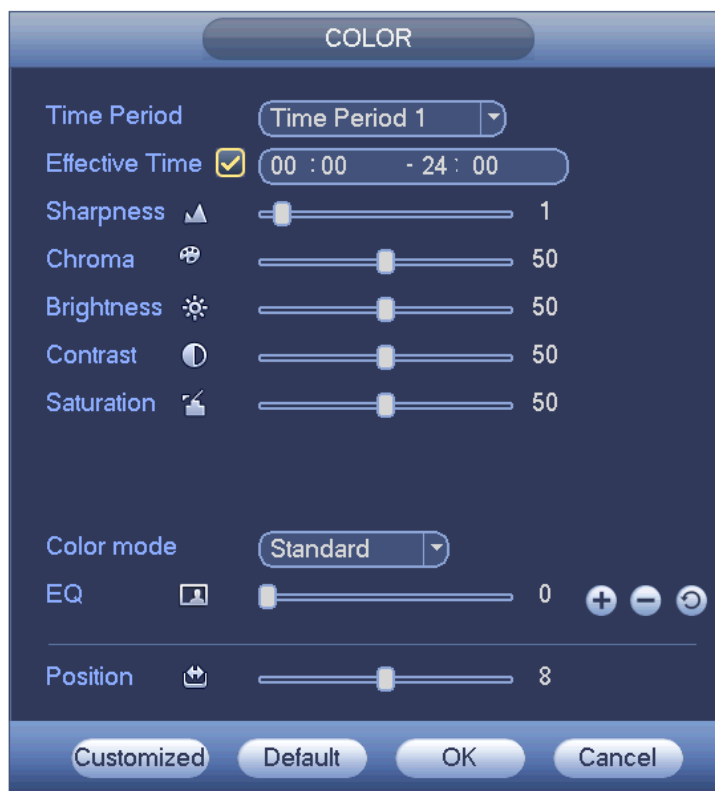 COLOR
Time Period Time Period 1
Effective Time 00 :00 - 24 : 00
Sharpness 1
Chroma 50
Brightness 50
Contrast 50
Saturation 50
Color mode Standard
EQ 0
Position 8
Customized Default OK Cancel